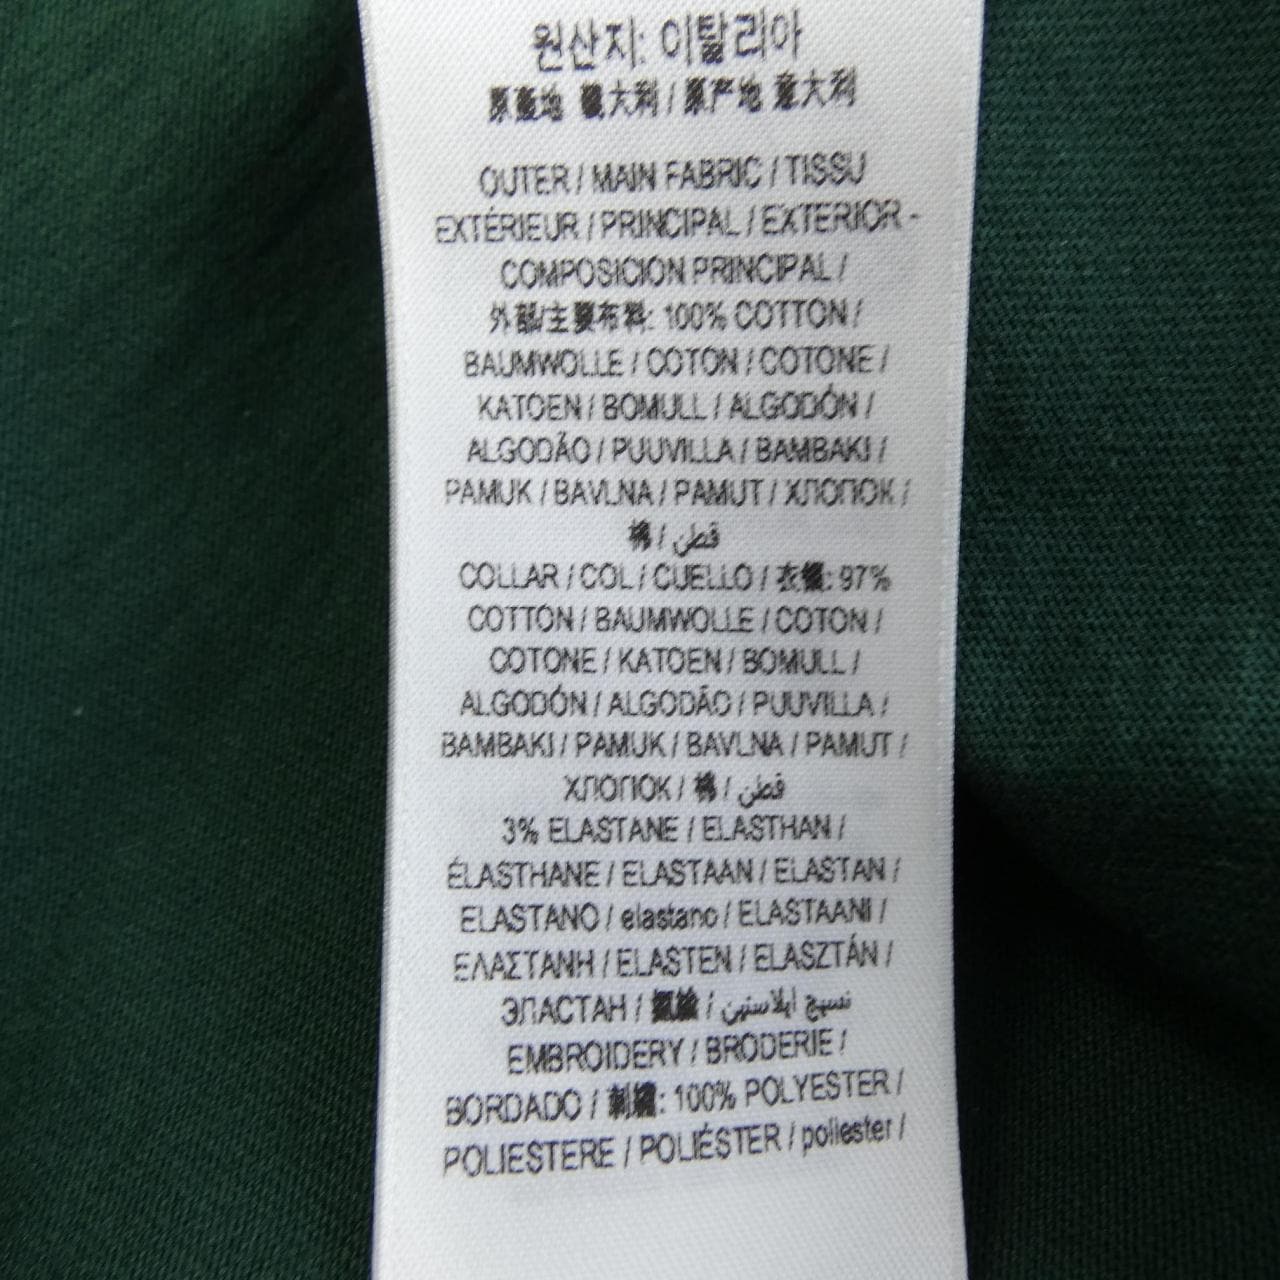 원산지: 이탈리아
原產地 義大利 / 原产地 意大利
OUTER / MAIN FABRIC / TISSU
EXTÉRIEUR / PRINCIPAL / EXTERIOR -
COMPOSICION PRINCIPAL /
外部/主要布料: 100% COTTON /
BAUMWOLLE / COTON / COTONE /
KATOEN / BOMULL / ALGODÓN /
ALGODÃO / PUUVILLA / BAMBAKI /
PAMUK / BAVLNA / PAMUT / ХЛОПОК /
棉 / قطن
COLLAR / COL / CUELLO / 衣領: 97%
COTTON / BAUMWOLLE / COTON /
COTONE / KATOEN / BOMULL /
ALGODÓN / ALGODÃO / PUUVILLA /
BAMBAKI / PAMUK / BAVLNA / PAMUT /
ХЛОПОК / 棉 / قطن
3% ELASTANE / ELASTHAN /
ÉLASTHANE / ELASTAAN / ELASTAN /
ELASTANO / elastano / ELASTAANI /
ΕΛΑΣΤΑΝΗ / ELASTEN / ELASZTÁN /
ЭЛАСТАН / نسيج ايلاستين /
EMBROIDERY / BRODERIE /
BORDADO / 刺繡: 100% POLYESTER /
POLIESTERE / POLIÉSTER / poliester /